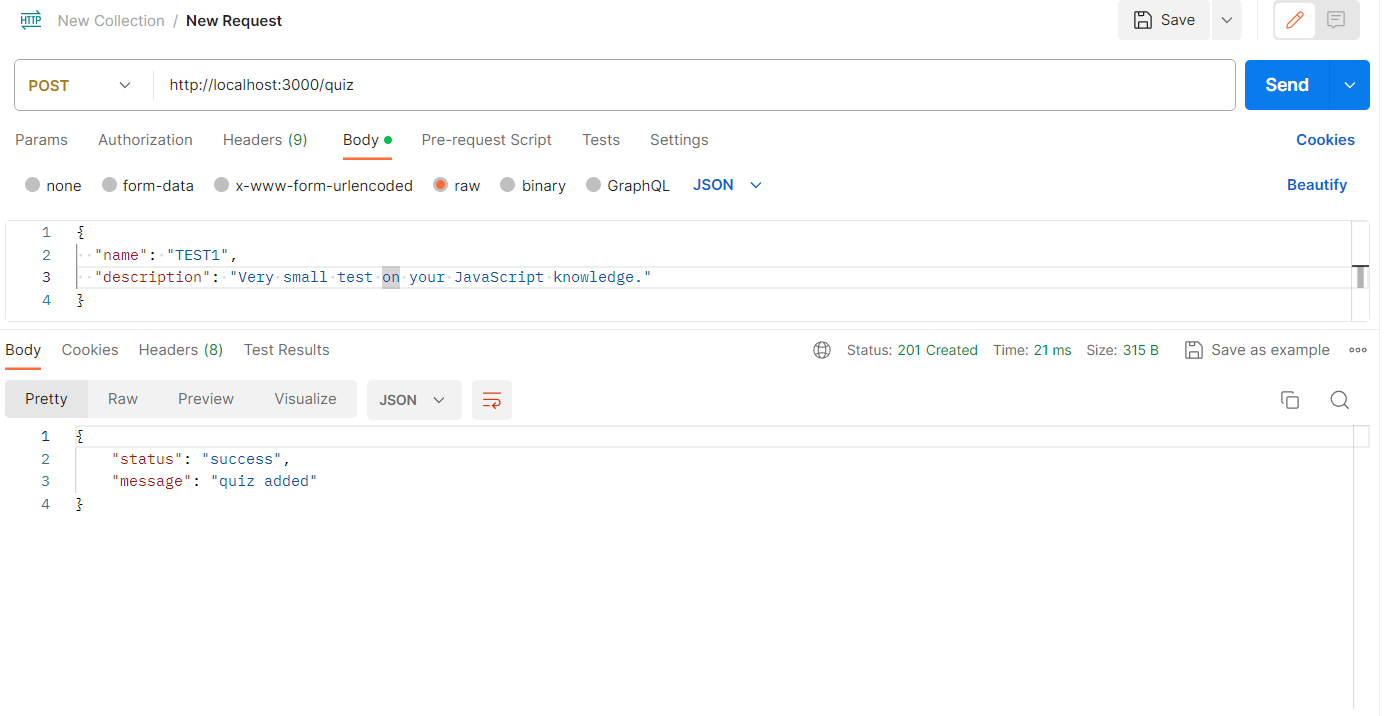 HTTP New Collection / New Request Save
POST http://localhost:3000/quiz Send
Params Authorization Headers (9) Body Pre-request Script Tests Settings Cookies
none form-data x-www-form-urlencoded raw binary GraphQL JSON Beautify
1 {
2 "name": "TEST1",
3 "description": "Very small test on your JavaScript knowledge."
4 }
Body Cookies Headers (8) Test Results Status: 201 Created Time: 21 ms Size: 315 B Save as example
Pretty Raw Preview Visualize JSON
1 {
2 "status": "success",
3 "message": "quiz added"
4 }